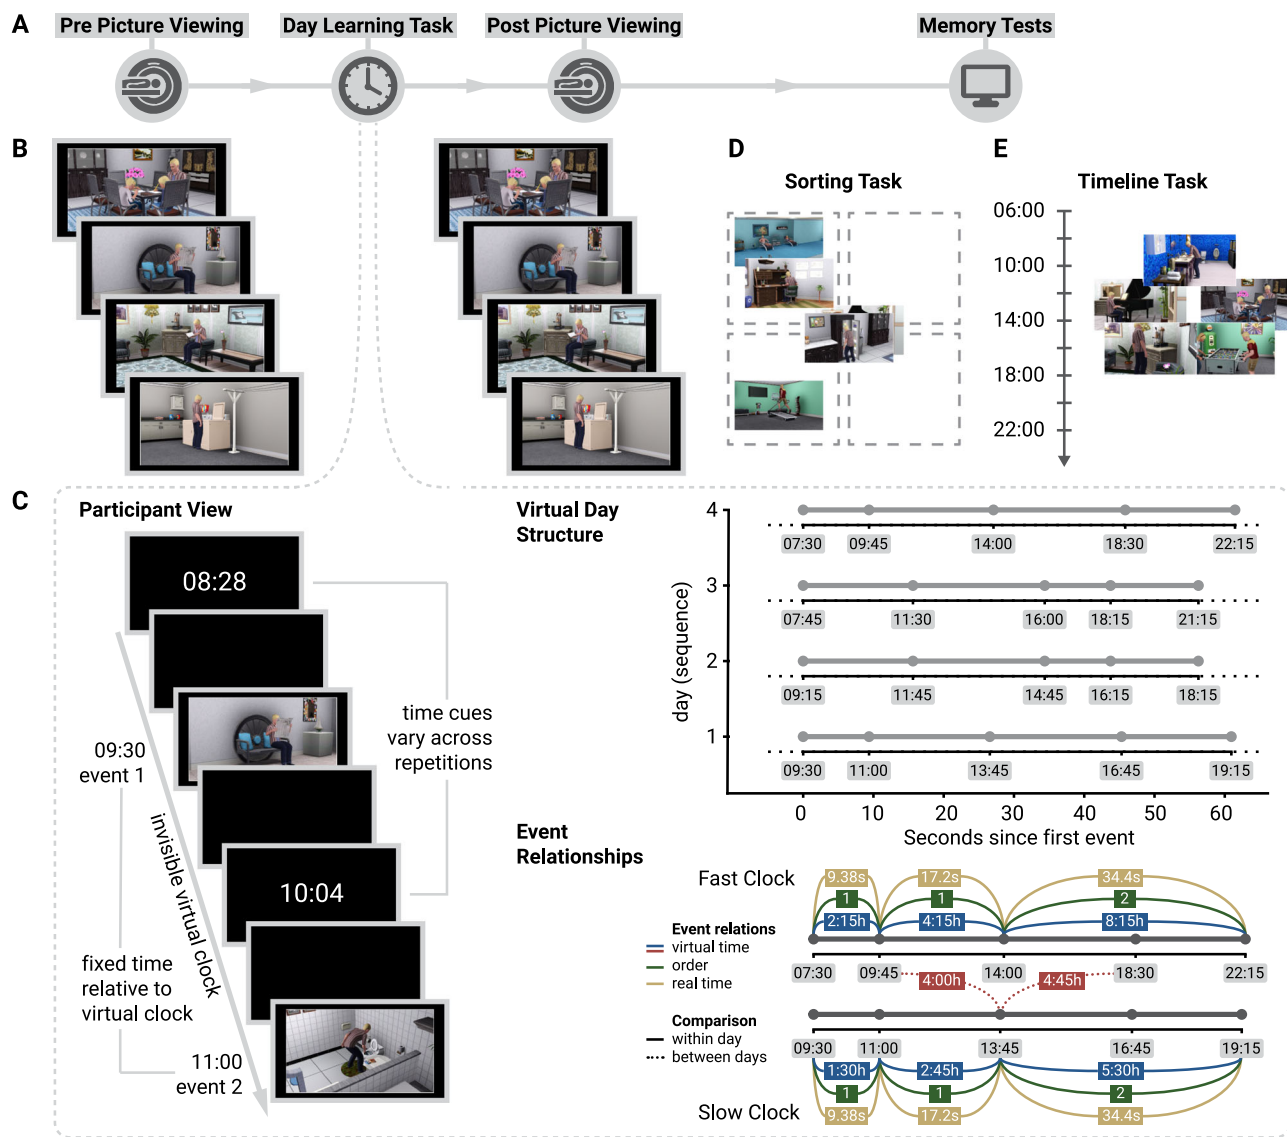 A
Pre Picture Viewing
Day Learning Task
Post Picture Viewing
Memory Tests
B
D
Sorting Task
E
Timeline Task
06:00
10:00
14:00
18:00
22:00
C
Participant View
08:28
10:04
time cues
vary across
repetitions
09:30
event 1
invisible virtual clock
fixed time
relative to
virtual clock
11:00
event 2
Virtual Day
Structure
day (sequence)
4
07:30 09:45 14:00 18:30 22:15
3
07:45 11:30 16:00 18:15 21:15
2
09:15 11:45 14:45 16:15 18:15
1
09:30 11:00 13:45 16:45 19:15
0 10 20 30 40 50 60
Seconds since first event
Event
Relationships
Fast Clock
9.38s 17.2s 34.4s
1 1 2
2:15h 4:15h 8:15h
Event relations
virtual time
order
real time
07:30 09:45 14:00 18:30 22:15
4:00h 4:45h
Comparison
within day
between days
09:30 11:00 13:45 16:45 19:15
1:30h 2:45h 5:30h
1 1 2
9.38s 17.2s 34.4s
Slow Clock